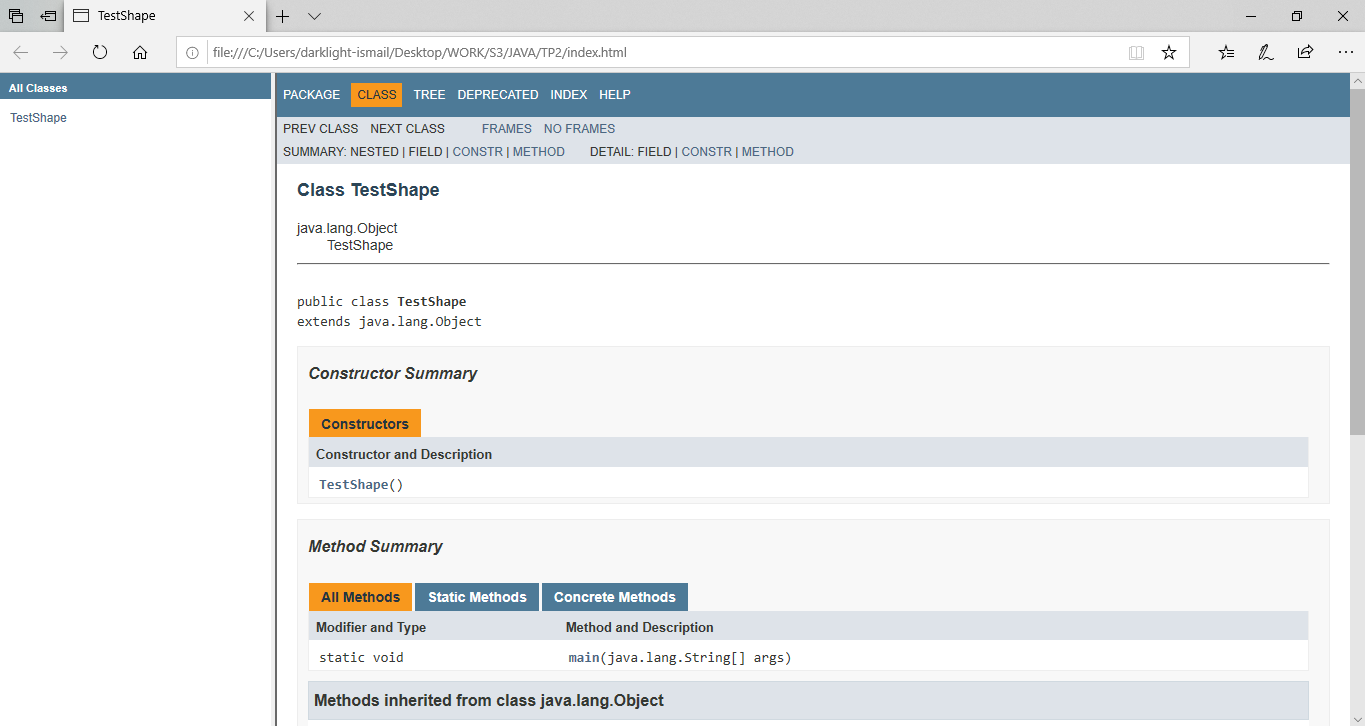 TestShape
file:///C:/Users/darklight-ismail/Desktop/WORK/S3/JAVA/TP2/index.html
All Classes
TestShape
PACKAGE CLASS TREE DEPRECATED INDEX HELP
PREV CLASS NEXT CLASS FRAMES NO FRAMES
SUMMARY: NESTED | FIELD | CONSTR | METHOD DETAIL: FIELD | CONSTR | METHOD
Class TestShape
java.lang.Object
TestShape
public class TestShape
extends java.lang.Object
Constructor Summary
Constructors
Constructor and Description
TestShape()
Method Summary
All Methods Static Methods Concrete Methods
Modifier and Type Method and Description
static void main(java.lang.String[] args)
Methods inherited from class java.lang.Object